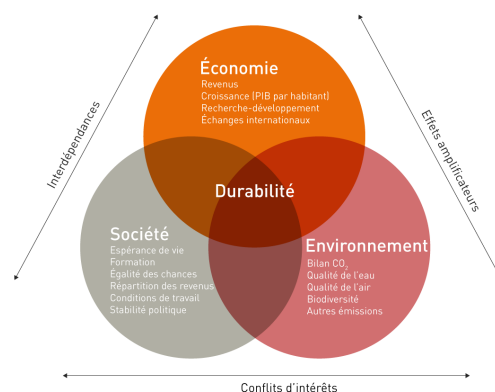 Économie
Revenus
Croissance (PIB par habitant)
Recherche-développement
Échanges internationaux
Interdépendances
Effets amplificateurs
Durabilité
Société
Espérance de vie
Formation
Égalité des chances
Répartition des revenus
Conditions de travail
Stabilité politique
Environnement
Bilan CO₂
Qualité de l'eau
Qualité de l'air
Biodiversité
Autres émissions
Conflits d'intérêts